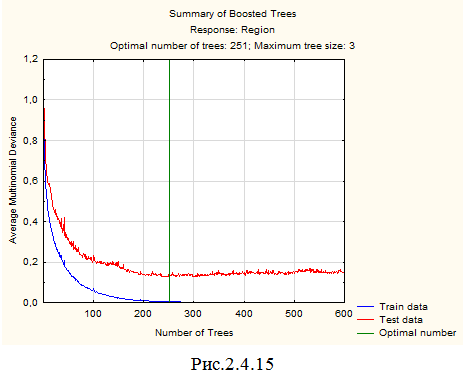 Summary of Boosted Trees
Response: Region
Optimal number of trees: 251; Maximum tree size: 3
1,2
1,0
0,8
0,6
0,4
0,2
0,0
Average Multinomial Deviance
100
200
300
400
500
600
Number of Trees
Train data
Test data
Optimal number
Рис.2.4.15